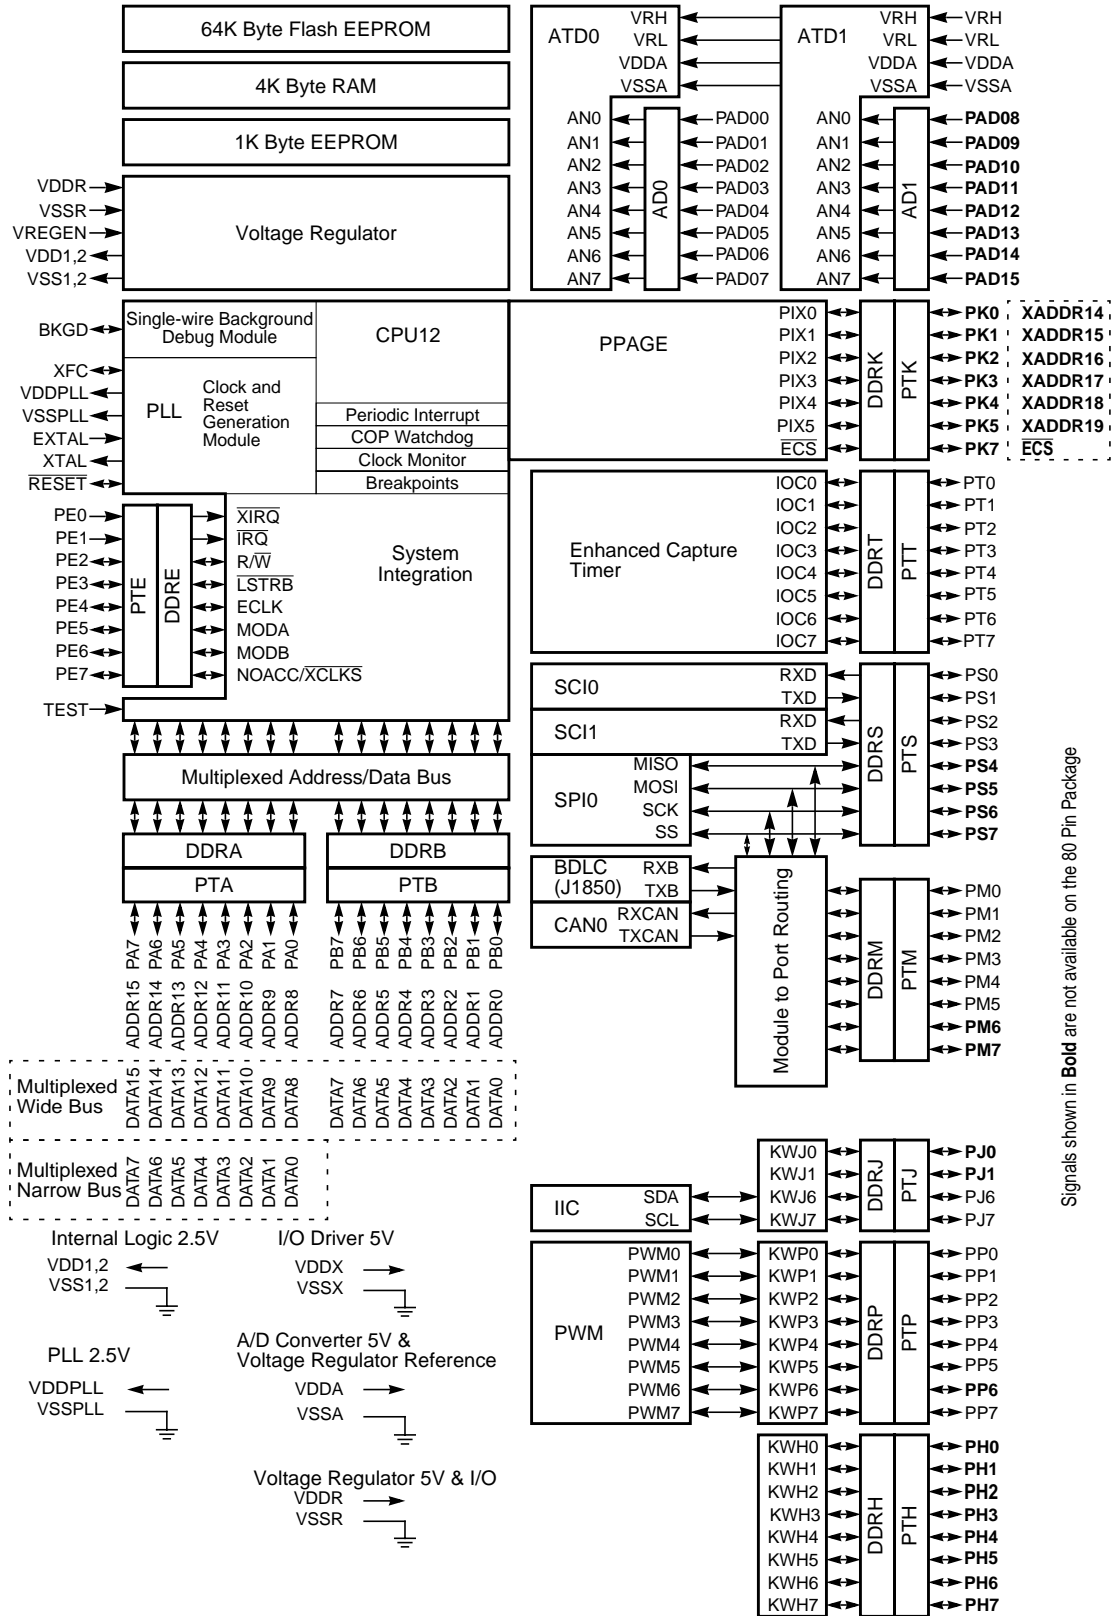 64K Byte Flash EEPROM
4K Byte RAM
1K Byte EEPROM
VDDR
VSSR
VREGEN
VDD1,2
VSS1,2
Voltage Regulator
ATD0
VRH
VRL
VDDA
VSSA
AN0
AN1
AN2
AN3
AN4
AN5
AN6
AN7
AD0
PAD00
PAD01
PAD02
PAD03
PAD04
PAD05
PAD06
PAD07
ATD1
VRH
VRL
VDDA
VSSA
VRH
VRL
VDDA
VSSA
AN0
AN1
AN2
AN3
AN4
AN5
AN6
AN7
AD1
PAD08
PAD09
PAD10
PAD11
PAD12
PAD13
PAD14
PAD15
BKGD
XFC
VDDPLL
VSSPLL
EXTAL
XTAL
RESET
Single-wire Background
Debug Module
CPU12
PLL
Clock and
Reset
Generation
Module
Periodic Interrupt
COP Watchdog
Clock Monitor
Breakpoints
PPAGE
PIX0
PIX1
PIX2
PIX3
PIX4
PIX5
ECS
DDRK
PTK
PK0 XADDR14
PK1 XADDR15
PK2 XADDR16
PK3 XADDR17
PK4 XADDR18
PK5 XADDR19
PK7 ECS
PE0
PE1
PE2
PE3
PE4
PE5
PE6
PE7
TEST
PTE
DDRE
XIRQ
IRQ
R/W
LSTRB
ECLK
MODA
MODB
NOACC/XCLKS
System
Integration
Enhanced Capture
Timer
IOC0
IOC1
IOC2
IOC3
IOC4
IOC5
IOC6
IOC7
DDRT
PTT
PT0
PT1
PT2
PT3
PT4
PT5
PT6
PT7
SCI0
RXD
TXD
SCI1
RXD
TXD
SPI0
MISO
MOSI
SCK
SS
DDRS
PTS
PS0
PS1
PS2
PS3
PS4
PS5
PS6
PS7
Multiplexed Address/Data Bus
DDRA
PTA
DDRB
PTB
PA7
PA6
PA5
PA4
PA3
PA2
PA1
PA0
PB7
PB6
PB5
PB4
PB3
PB2
PB1
PB0
ADDR15
ADDR14
ADDR13
ADDR12
ADDR11
ADDR10
ADDR9
ADDR8
ADDR7
ADDR6
ADDR5
ADDR4
ADDR3
ADDR2
ADDR1
ADDR0
Multiplexed
Wide Bus
DATA15
DATA14
DATA13
DATA12
DATA11
DATA10
DATA9
DATA8
DATA7
DATA6
DATA5
DATA4
DATA3
DATA2
DATA1
DATA0
Multiplexed
Narrow Bus
DATA7
DATA6
DATA5
DATA4
DATA3
DATA2
DATA1
DATA0
BDLC
(J1850)
RXB
TXB
CAN0
RXCAN
TXCAN
Module to Port Routing
DDRM
PTM
PM0
PM1
PM2
PM3
PM4
PM5
PM6
PM7
Signals shown in Bold are not available on the 80 Pin Package
IIC
SDA
SCL
KWJ0
KWJ1
KWJ6
KWJ7
DDRJ
PTJ
PJ0
PJ1
PJ6
PJ7
PWM
PWM0
PWM1
PWM2
PWM3
PWM4
PWM5
PWM6
PWM7
KWP0
KWP1
KWP2
KWP3
KWP4
KWP5
KWP6
KWP7
DDRP
PTP
PP0
PP1
PP2
PP3
PP4
PP5
PP6
PP7
KWH0
KWH1
KWH2
KWH3
KWH4
KWH5
KWH6
KWH7
DDRH
PTH
PH0
PH1
PH2
PH3
PH4
PH5
PH6
PH7
Internal Logic 2.5V
VDD1,2
VSS1,2
I/O Driver 5V
VDDX
VSSX
PLL 2.5V
VDDPLL
VSSPLL
A/D Converter 5V &
Voltage Regulator Reference
VDDA
VSSA
Voltage Regulator 5V & I/O
VDDR
VSSR